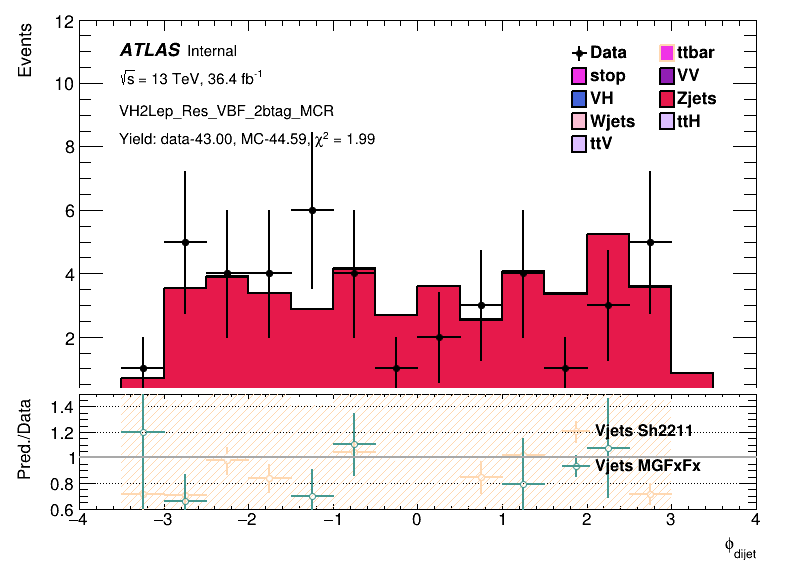 Events
12
10
8
6
4
2
ATLAS Internal
√s = 13 TeV, 36.4 fb⁻¹
VH2Lep_Res_VBF_2btag_MCR
Yield: data-43.00, MC-44.59, χ² = 1.99
Data ttbar
stop VV
VH Zjets
Wjets ttH
ttV
Pred./Data
1.4
1.2
1
0.8
0.6
Vjets Sh2211
Vjets MGFxFx
−4 −3 −2 −1 0 1 2 3 4
ϕdijet